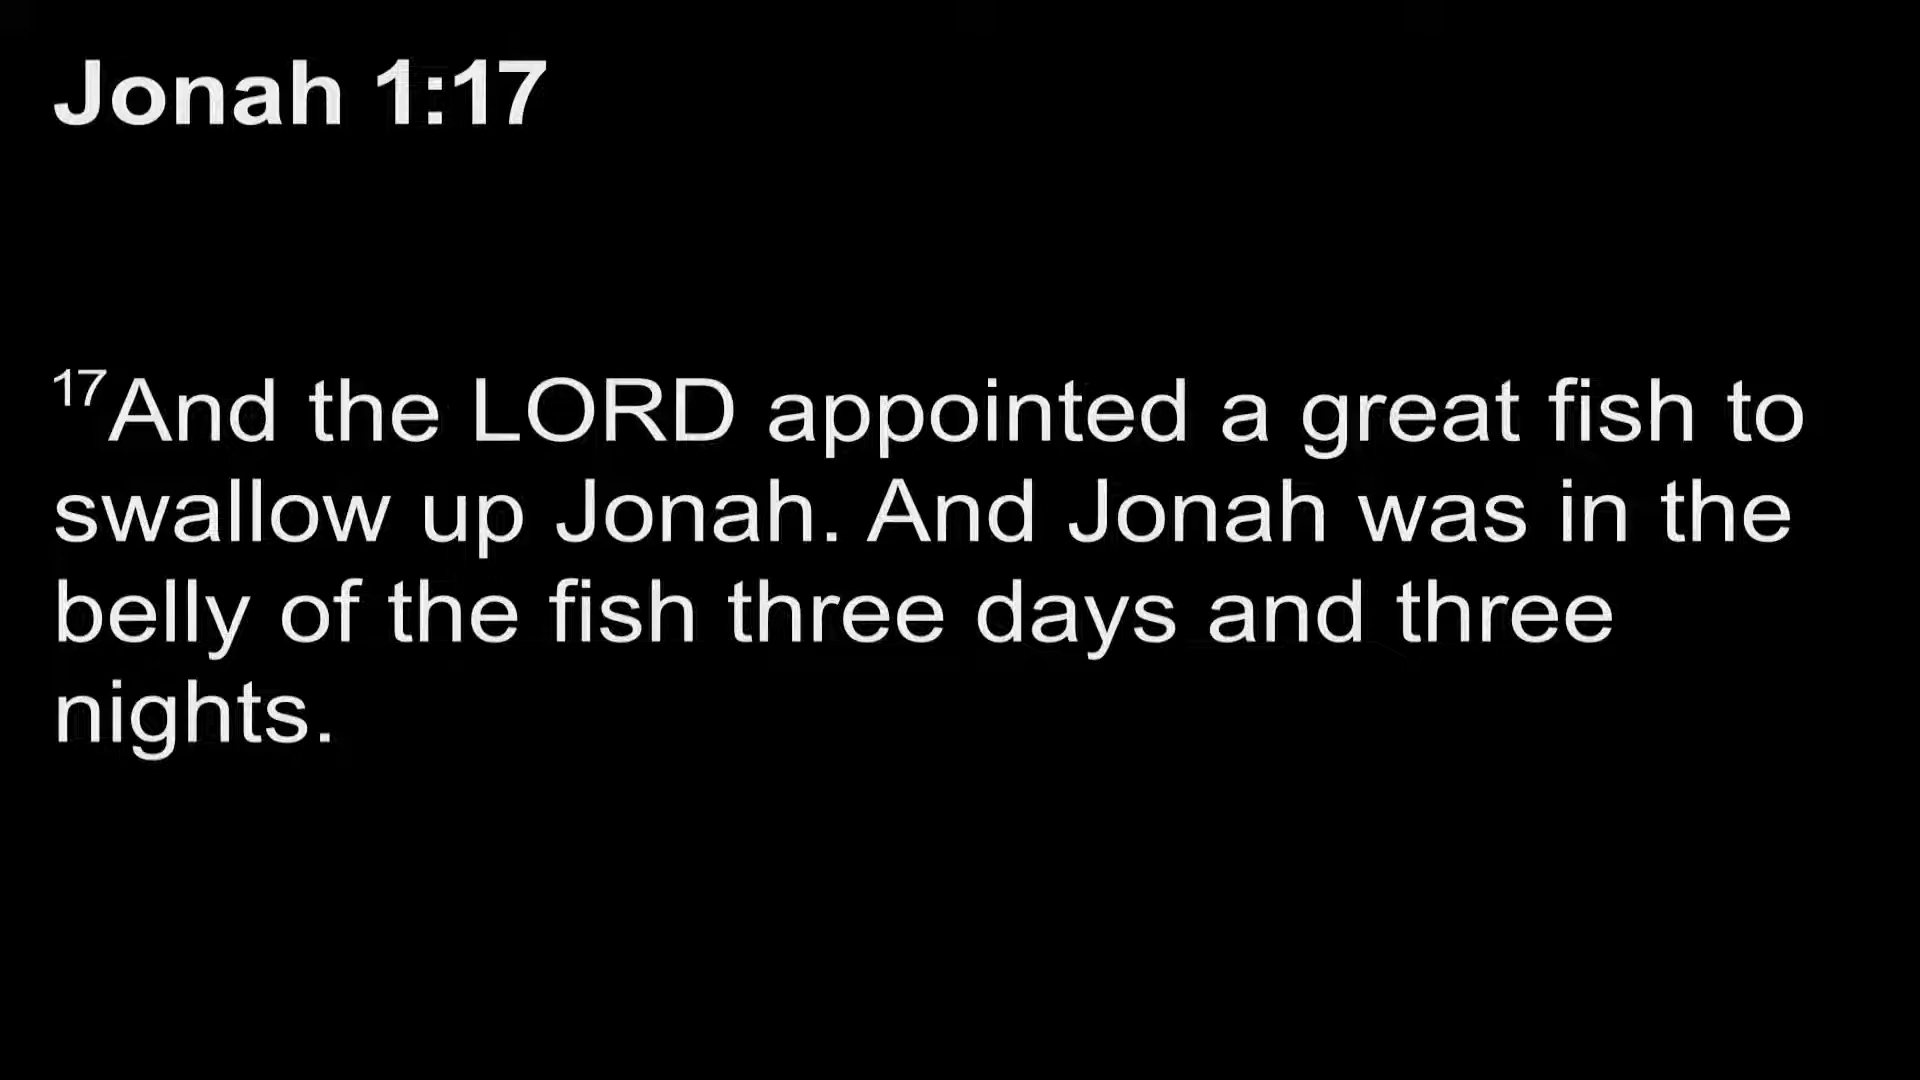 Jonah 1:17
17And the LORD appointed a great fish to
swallow up Jonah. And Jonah was in the
belly of the fish three days and three
nights.